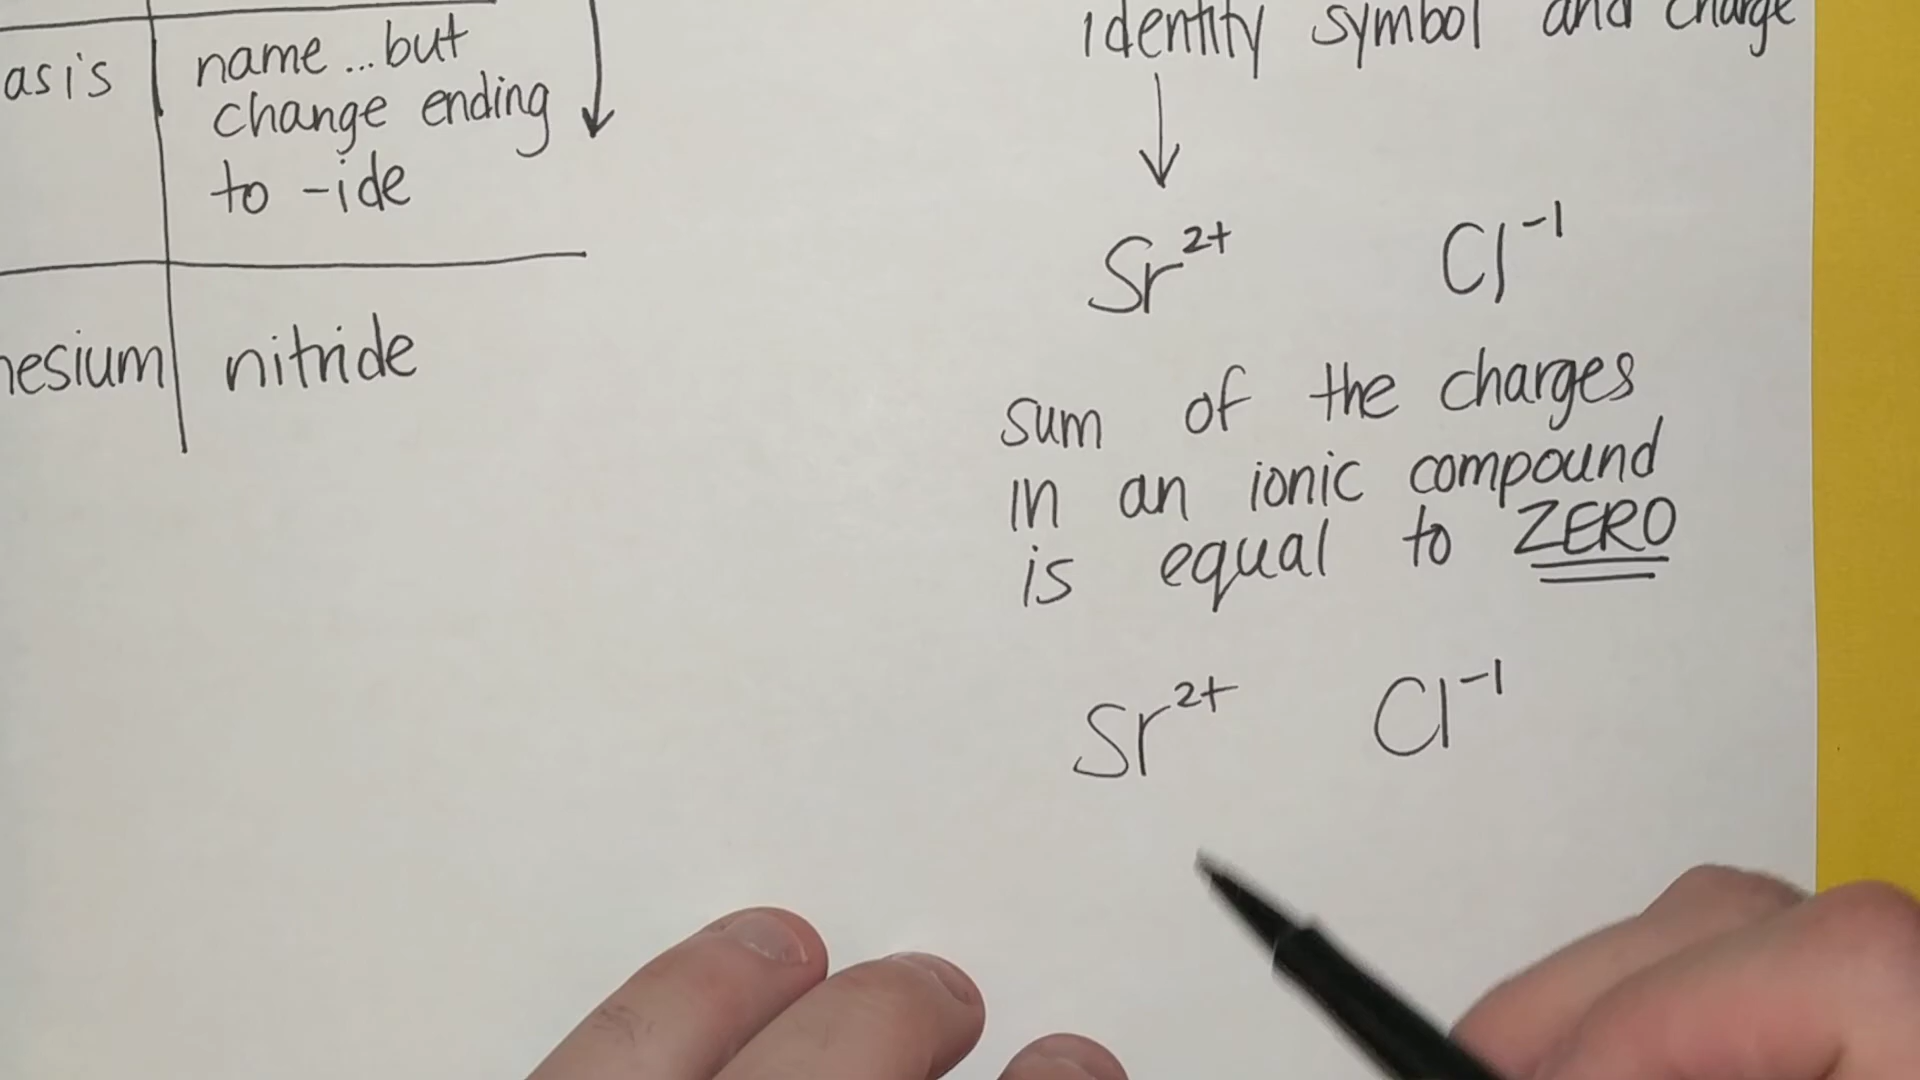 as is
name...but
change ending
to -ide
nesium
nitride
identity symbol and charge
Sr²⁺ Cl⁻¹
sum of the charges
in an ionic compound
is equal to ZERO
Sr²⁺ Cl⁻¹